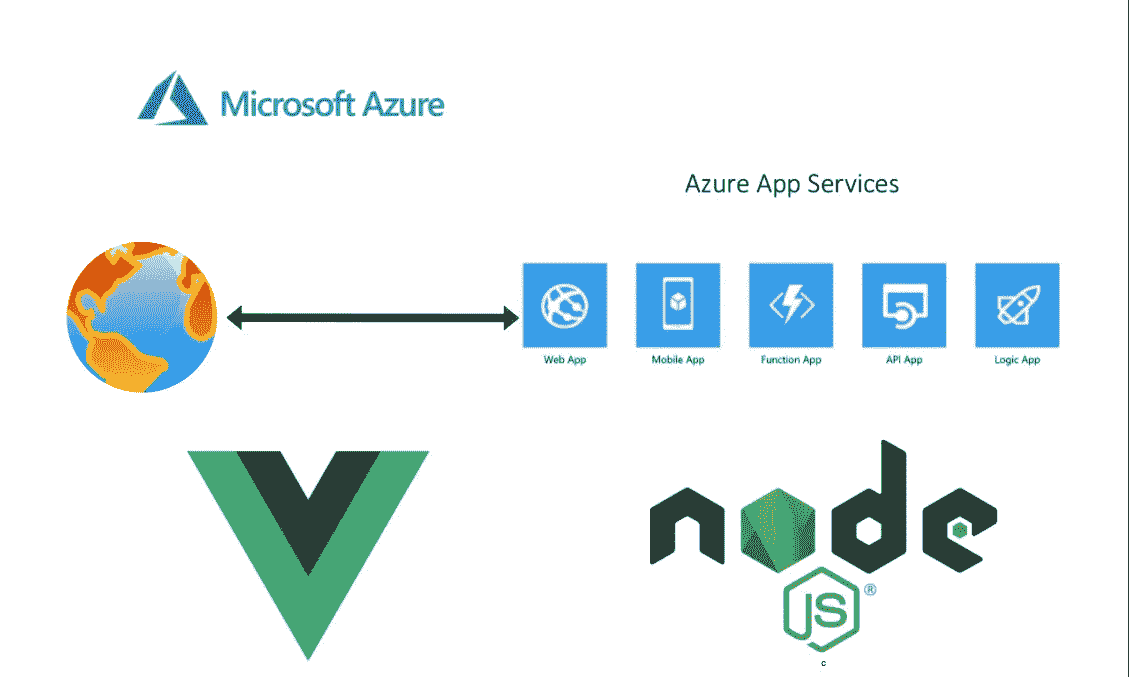 Microsoft Azure
Azure App Services
Web App
Mobile App
Function App
API App
Logic App
node
JS ®
c